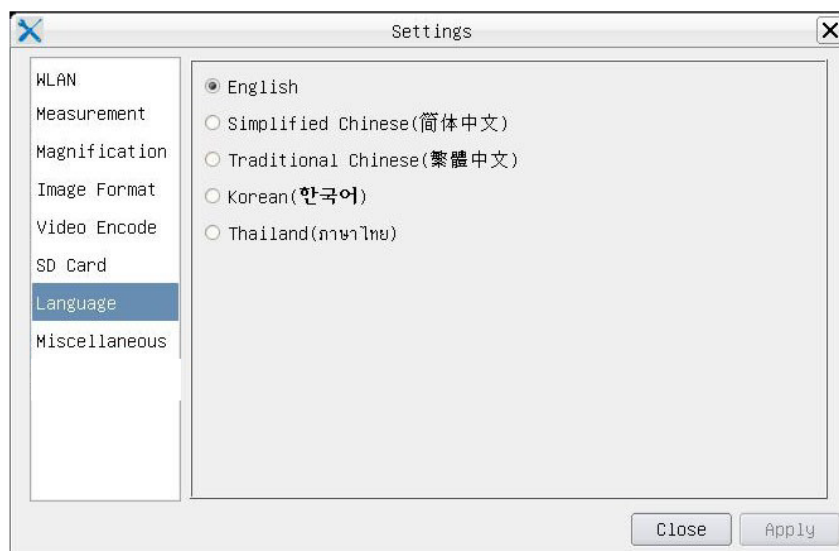 Settings
WLAN
Measurement
Magnification
Image Format
Video Encode
SD Card
Language
Miscellaneous
English
Simplified Chinese(简体中文)
Traditional Chinese(繁體中文)
Korean(한국어)
Thailand(ภาษาไทย)
Close
Apply